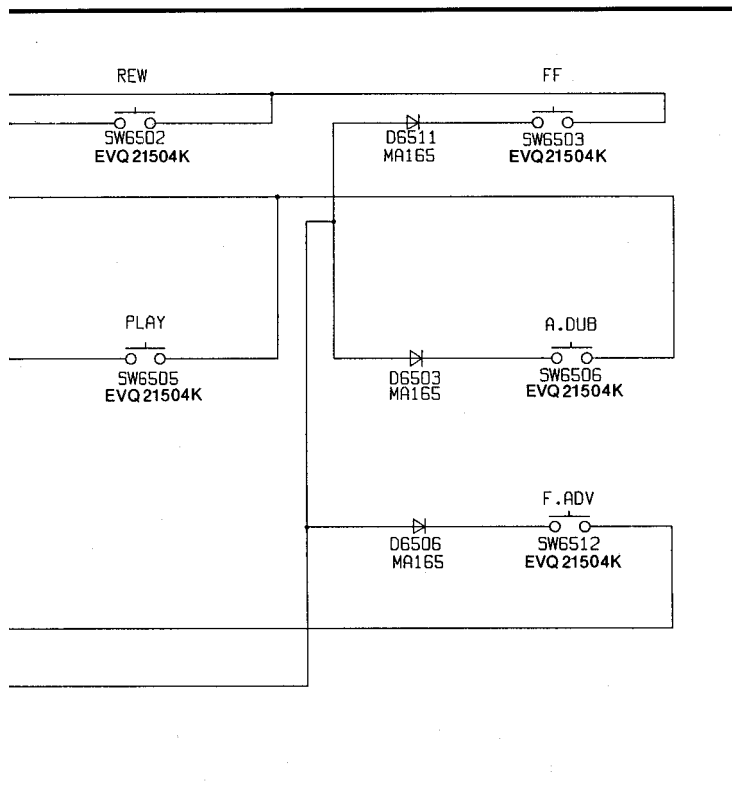 REW
SW6502
EVQ21504K
FF
D6511
MA165
SW6503
EVQ21504K
PLAY
SW6505
EVQ21504K
A.DUB
D6503
MA165
SW6506
EVQ21504K
F.ADV
D6506
MA165
SW6512
EVQ21504K